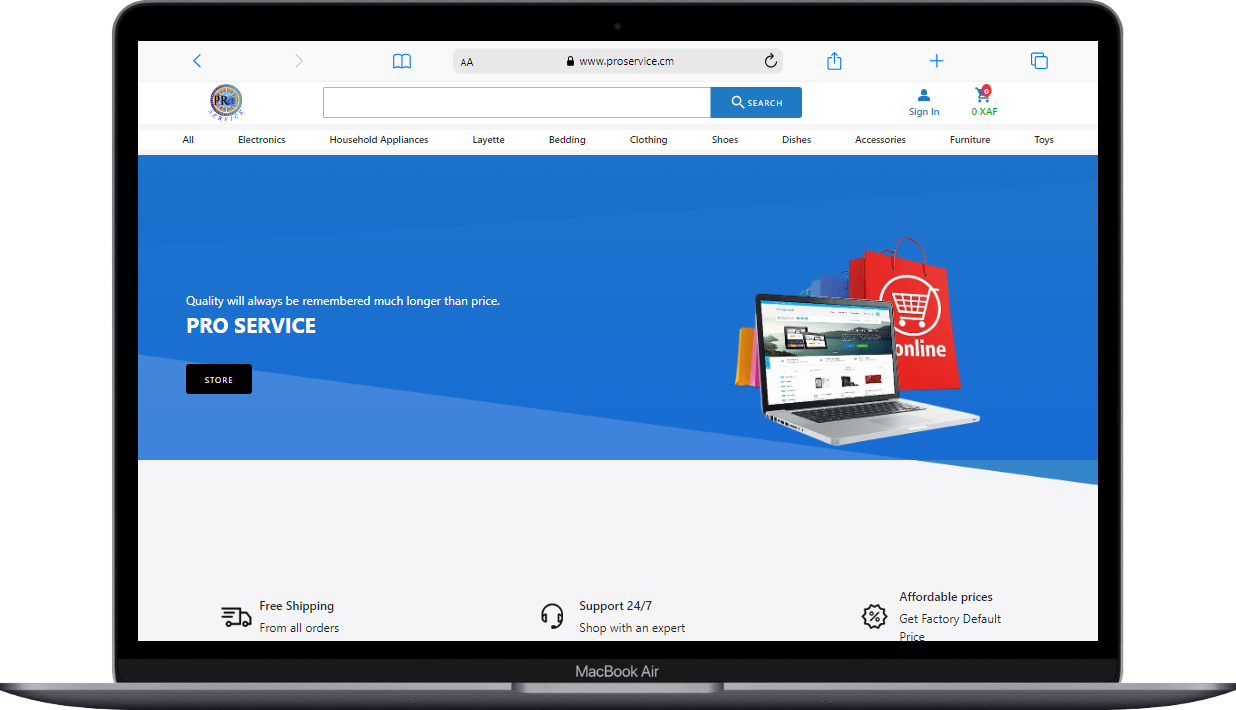 AA
www.proservice.cm
PR
SERVICE
SEARCH
Sign In
0
0 XAF
All
Electronics
Household Appliances
Layette
Bedding
Clothing
Shoes
Dishes
Accessories
Furniture
Toys
Quality will always be remembered much longer than price.
PRO SERVICE
STORE
online
Free Shipping
From all orders
Support 24/7
Shop with an expert
Affordable prices
Get Factory Default
Price
MacBook Air